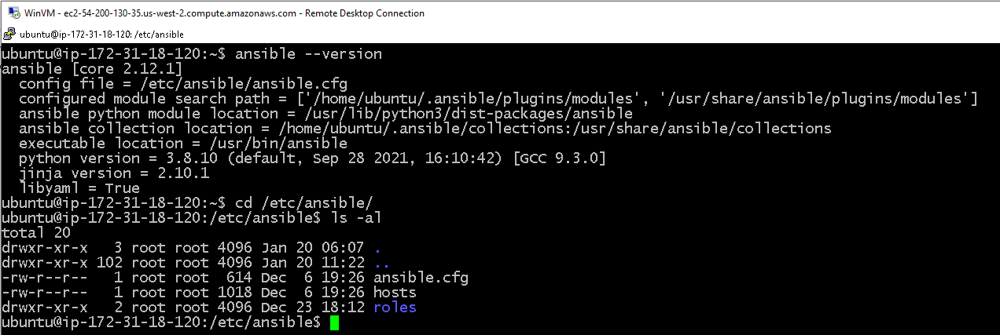 WinVM - ec2-54-200-130-35.us-west-2.compute.amazonaws.com - Remote Desktop Connection
ubuntu@ip-172-31-18-120: /etc/ansible
ubuntu@ip-172-31-18-120:~$ ansible --version
ansible [core 2.12.1]
  config file = /etc/ansible/ansible.cfg
  configured module search path = ['/home/ubuntu/.ansible/plugins/modules', '/usr/share/ansible/plugins/modules']
  ansible python module location = /usr/lib/python3/dist-packages/ansible
  ansible collection location = /home/ubuntu/.ansible/collections:/usr/share/ansible/collections
  executable location = /usr/bin/ansible
  python version = 3.8.10 (default, Sep 28 2021, 16:10:42) [GCC 9.3.0]
  jinja version = 2.10.1
  libyaml = True
ubuntu@ip-172-31-18-120:~$ cd /etc/ansible/
ubuntu@ip-172-31-18-120:/etc/ansible$ ls -al
total 20
drwxr-xr-x   3 root root 4096 Jan 20 06:07 .
drwxr-xr-x 102 root root 4096 Jan 20 11:22 ..
-rw-r--r--   1 root root  614 Dec  6 19:26 ansible.cfg
-rw-r--r--   1 root root 1018 Dec  6 19:26 hosts
drwxr-xr-x   2 root root 4096 Dec 23 18:12 roles
ubuntu@ip-172-31-18-120:/etc/ansible$